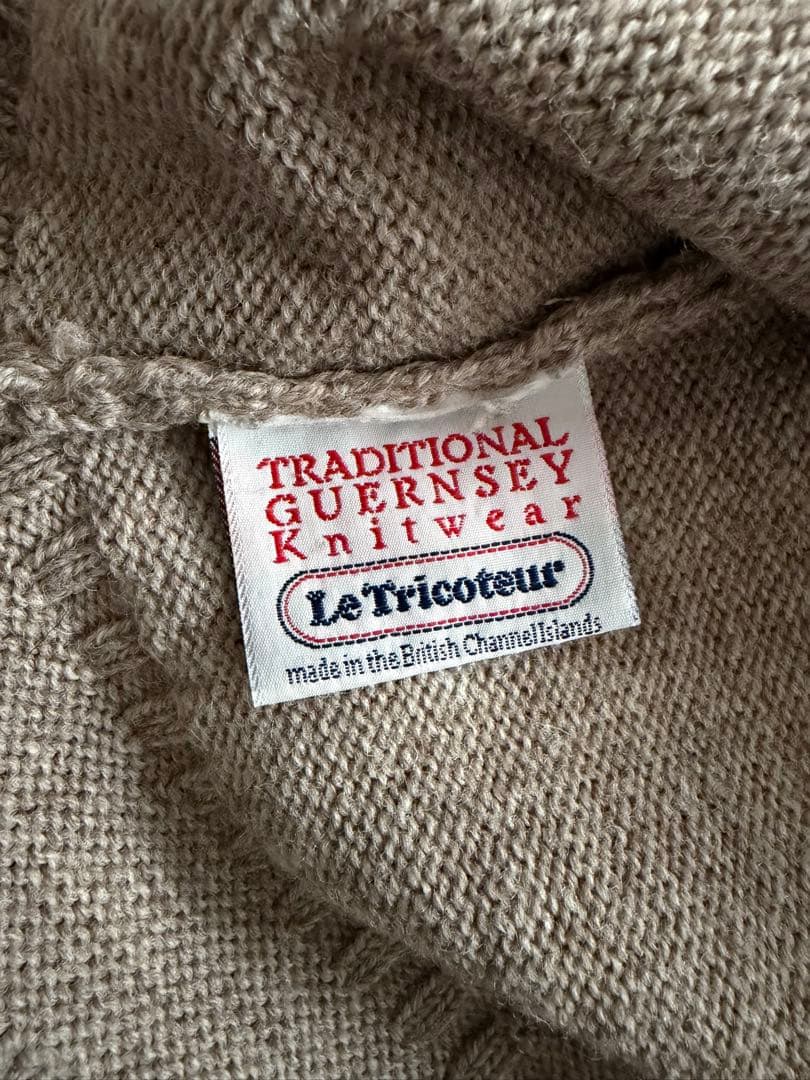 TRADITIONAL
GUERNSEY
Knitwear
Le Tricoteur
made in the British Channel Islands